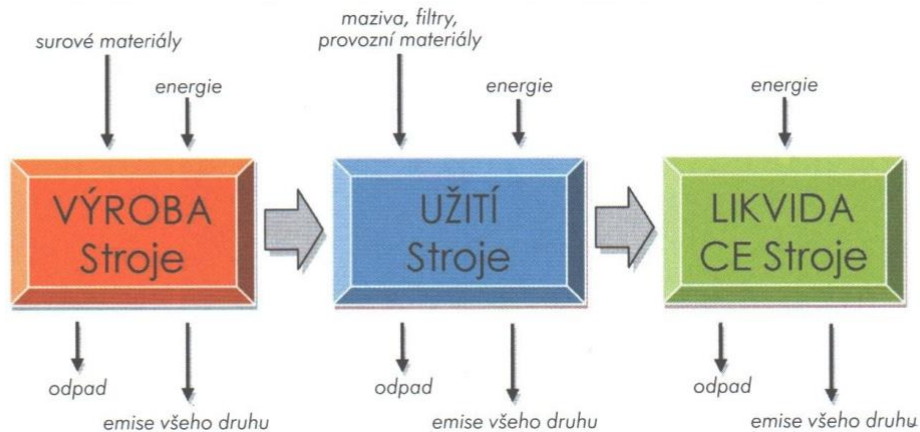 maziva, filtry,
provozní materiály
surové materiály
energie
energie
energie
VÝROBA
Stroje
UŽITÍ
Stroje
LIKVIDA
CE Stroje
odpad
odpad
odpad
emise všeho druhu
emise všeho druhu
emise všeho druhu